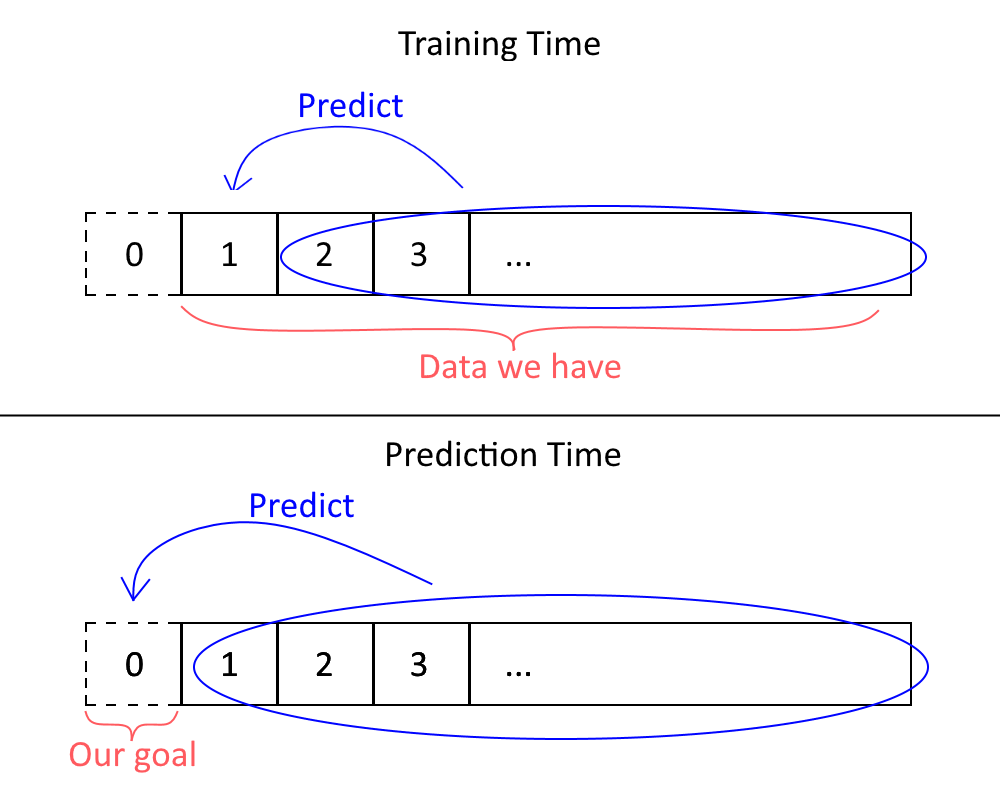 Training Time
Predict
0 1 2 3 ...
Data we have
Prediction Time
Predict
0 1 2 3 ...
Our goal